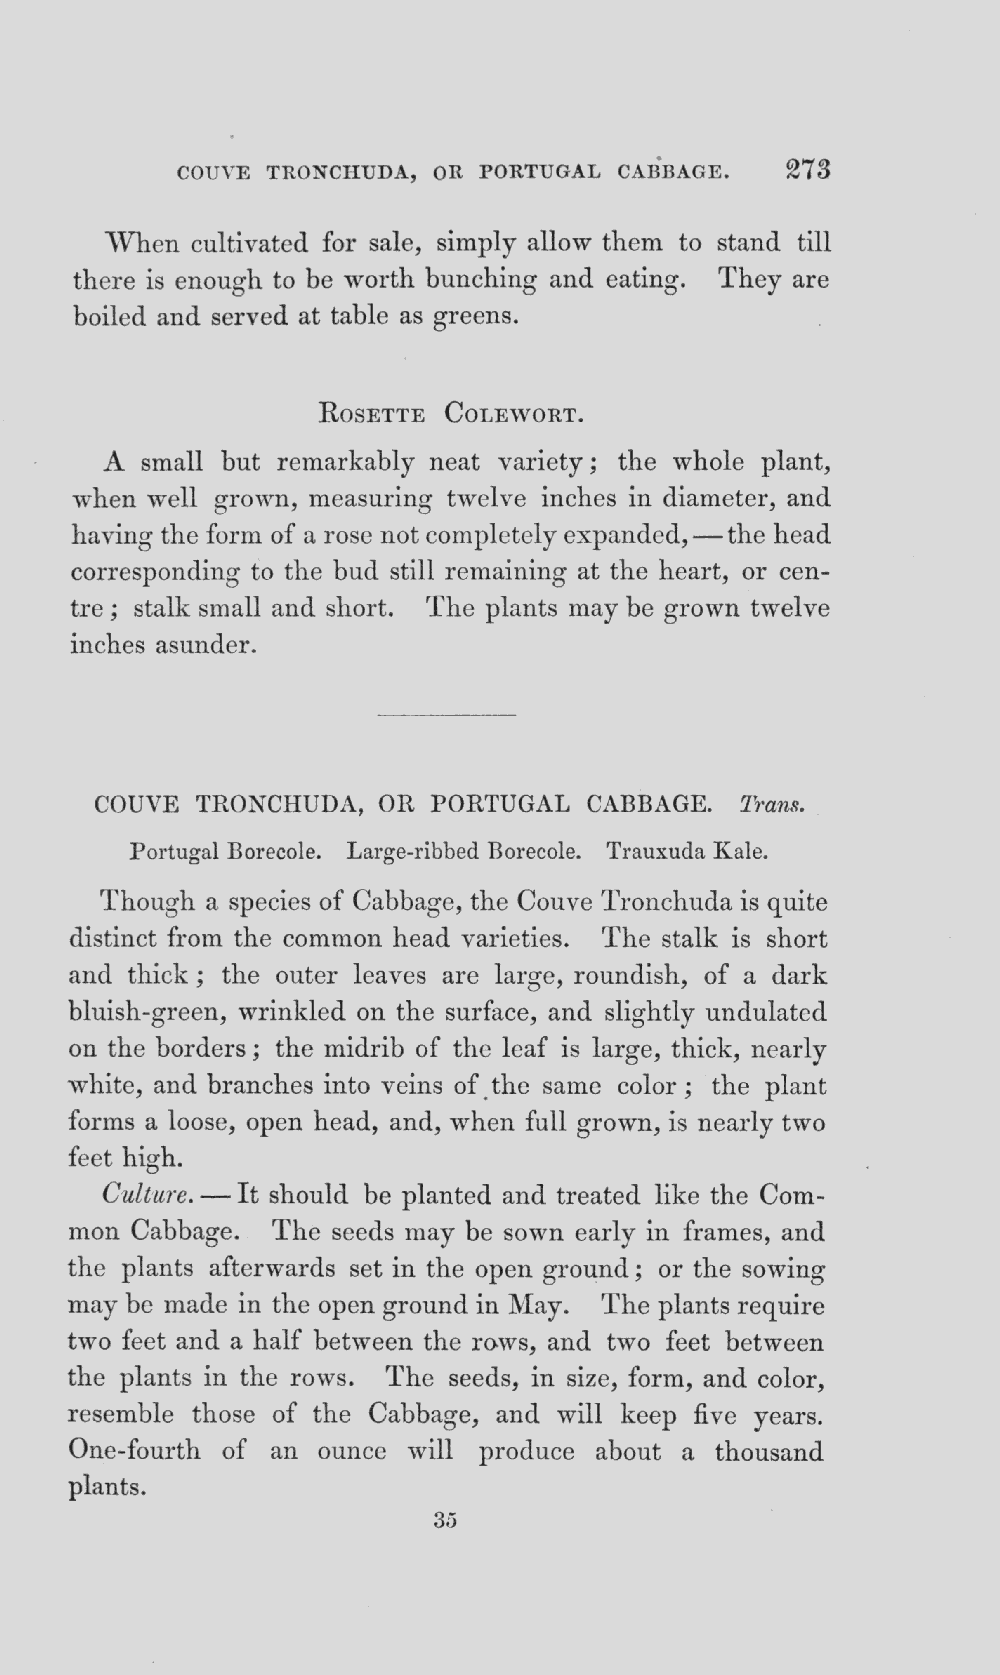 COUVE TRONCHUDA, OR PORTUGAL CABBAGE. 273
When cultivated for sale, simply allow them to stand till
there is enough to be worth bunching and eating. They are
boiled and served at table as greens.
Rosette Colewort.
A small but remarkably neat variety; the whole plant,
when well grown, measuring twelve inches in diameter, and
having the form of a rose not completely expanded,—the head
corresponding to the bud still remaining at the heart, or cen-
tre; stalk small and short. The plants may be grown twelve
inches asunder.
COUVE TRONCHUDA, OR PORTUGAL CABBAGE. Trans.
Portugal Borecole. Large-ribbed Borecole. Trauxuda Kale.
Though a species of Cabbage, the Couve Tronchuda is quite
distinct from the common head varieties. The stalk is short
and thick; the outer leaves are large, roundish, of a dark
bluish-green, wrinkled on the surface, and slightly undulated
on the borders; the midrib of the leaf is large, thick, nearly
white, and branches into veins of the same color; the plant
forms a loose, open head, and, when full grown, is nearly two
feet high.
Culture.—It should be planted and treated like the Com-
mon Cabbage. The seeds may be sown early in frames, and
the plants afterwards set in the open ground; or the sowing
may be made in the open ground in May. The plants require
two feet and a half between the rows, and two feet between
the plants in the rows. The seeds, in size, form, and color,
resemble those of the Cabbage, and will keep five years.
One-fourth of an ounce will produce about a thousand
plants.
35